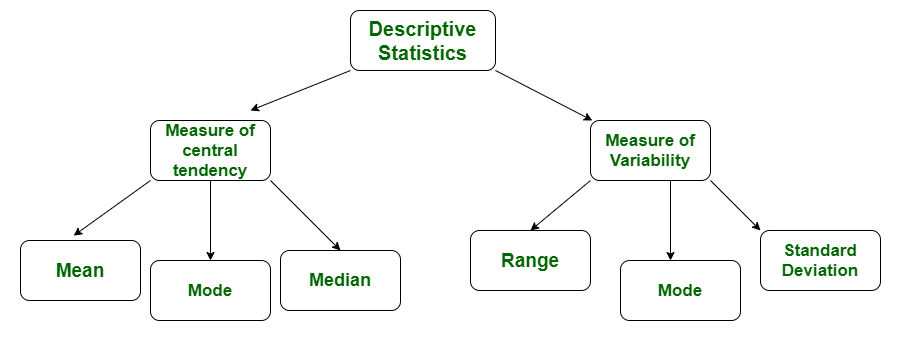 Descriptive
Statistics
Measure of
central
tendency
Measure of
Variability
Mean
Mode
Median
Range
Mode
Standard
Deviation